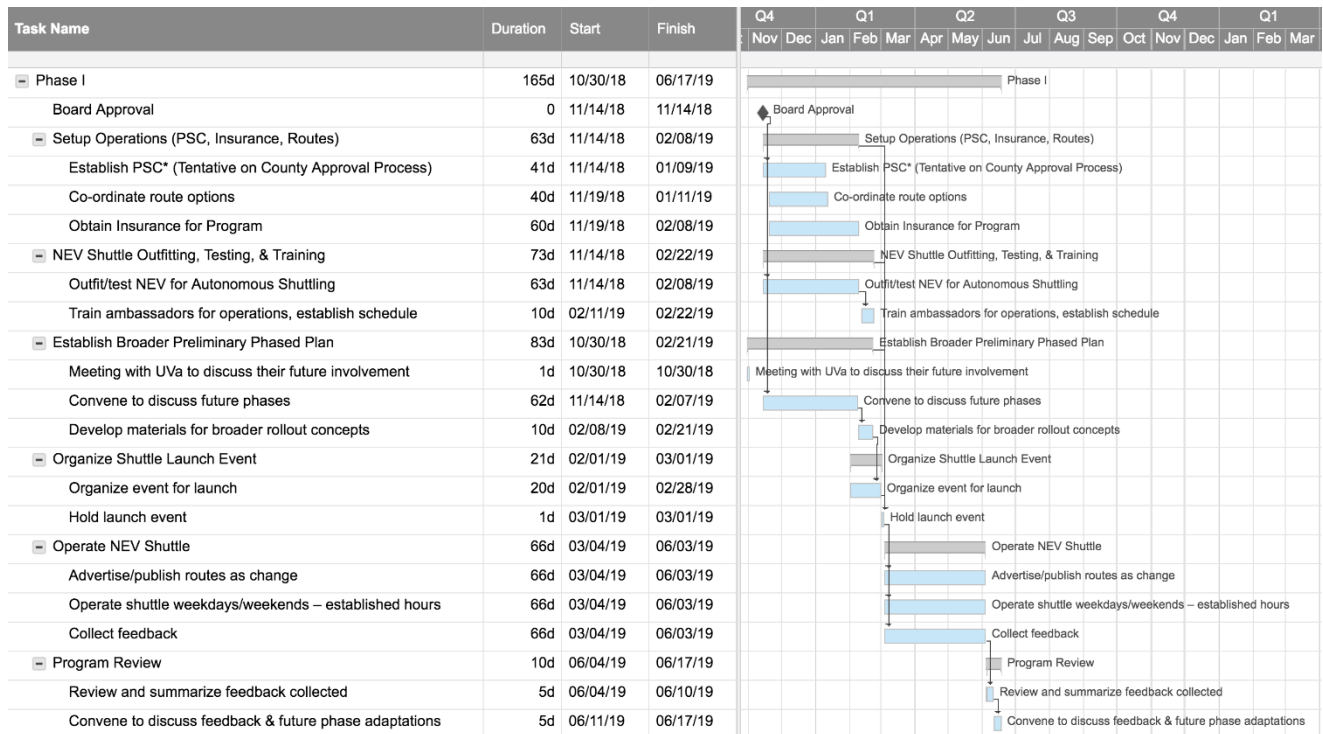 Task Name Duration Start Finish Q4 Q1 Q2 Q3 Q4 Q1
Nov Dec Jan Feb Mar Apr May Jun Jul Aug Sep Oct Nov Dec Jan Feb Mar
Phase I 165d 10/30/18 06/17/19 Phase I
Board Approval 0 11/14/18 11/14/18 Board Approval
Setup Operations (PSC, Insurance, Routes) 63d 11/14/18 02/08/19 Setup Operations (PSC, Insurance, Routes)
Establish PSC* (Tentative on County Approval Process) 41d 11/14/18 01/09/19 Establish PSC* (Tentative on County Approval Process)
Co-ordinate route options 40d 11/19/18 01/11/19 Co-ordinate route options
Obtain Insurance for Program 60d 11/19/18 02/08/19 Obtain Insurance for Program
NEV Shuttle Outfitting, Testing, & Training 73d 11/14/18 02/22/19 NEV Shuttle Outfitting, Testing, & Training
Outfit/test NEV for Autonomous Shuttling 63d 11/14/18 02/08/19 Outfit/test NEV for Autonomous Shuttling
Train ambassadors for operations, establish schedule 10d 02/11/19 02/22/19 Train ambassadors for operations, establish schedule
Establish Broader Preliminary Phased Plan 83d 10/30/18 02/21/19 Establish Broader Preliminary Phased Plan
Meeting with UVa to discuss their future involvement 1d 10/30/18 10/30/18 Meeting with UVa to discuss their future involvement
Convene to discuss future phases 62d 11/14/18 02/07/19 Convene to discuss future phases
Develop materials for broader rollout concepts 10d 02/08/19 02/21/19 Develop materials for broader rollout concepts
Organize Shuttle Launch Event 21d 02/01/19 03/01/19 Organize Shuttle Launch Event
Organize event for launch 20d 02/01/19 02/28/19 Organize event for launch
Hold launch event 1d 03/01/19 03/01/19 Hold launch event
Operate NEV Shuttle 66d 03/04/19 06/03/19 Operate NEV Shuttle
Advertise/publish routes as change 66d 03/04/19 06/03/19 Advertise/publish routes as change
Operate shuttle weekdays/weekends – established hours 66d 03/04/19 06/03/19 Operate shuttle weekdays/weekends – established hours
Collect feedback 66d 03/04/19 06/03/19 Collect feedback
Program Review 10d 06/04/19 06/17/19 Program Review
Review and summarize feedback collected 5d 06/04/19 06/10/19 Review and summarize feedback collected
Convene to discuss feedback & future phase adaptations 5d 06/11/19 06/17/19 Convene to discuss feedback & future phase adaptations